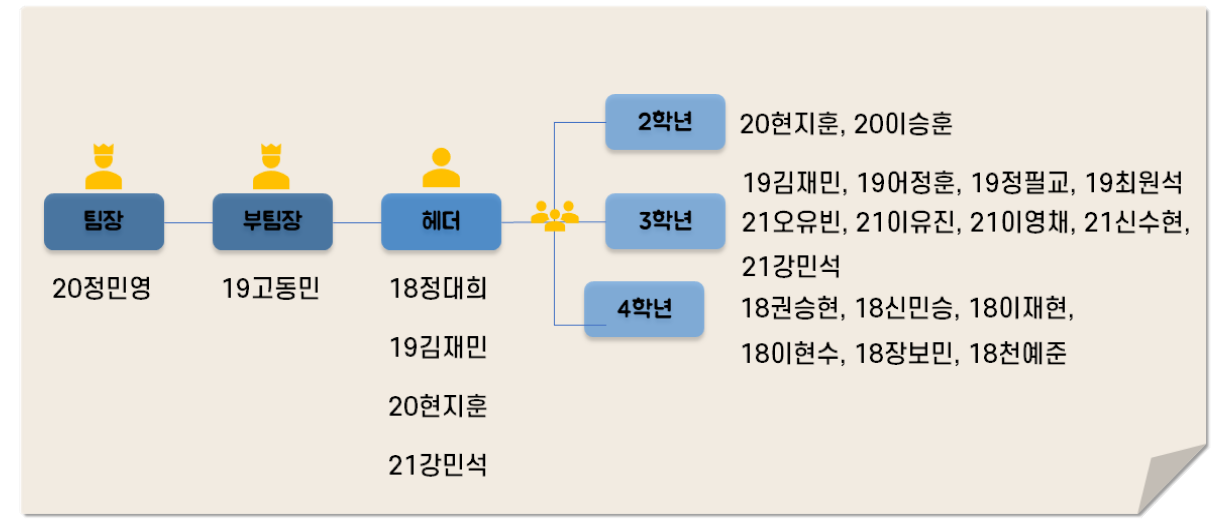 팀장
20정민영
부팀장
19고동민
헤더
18정대희
19김재민
20현지훈
21강민석
2학년
20현지훈, 20이승훈
3학년
19김재민, 19어정훈, 19정필교, 19최원석
21오유빈, 21이유진, 21이영채, 21신수현,
21강민석
4학년
18권승현, 18신민승, 18이재현,
18이현수, 18장보민, 18천예준